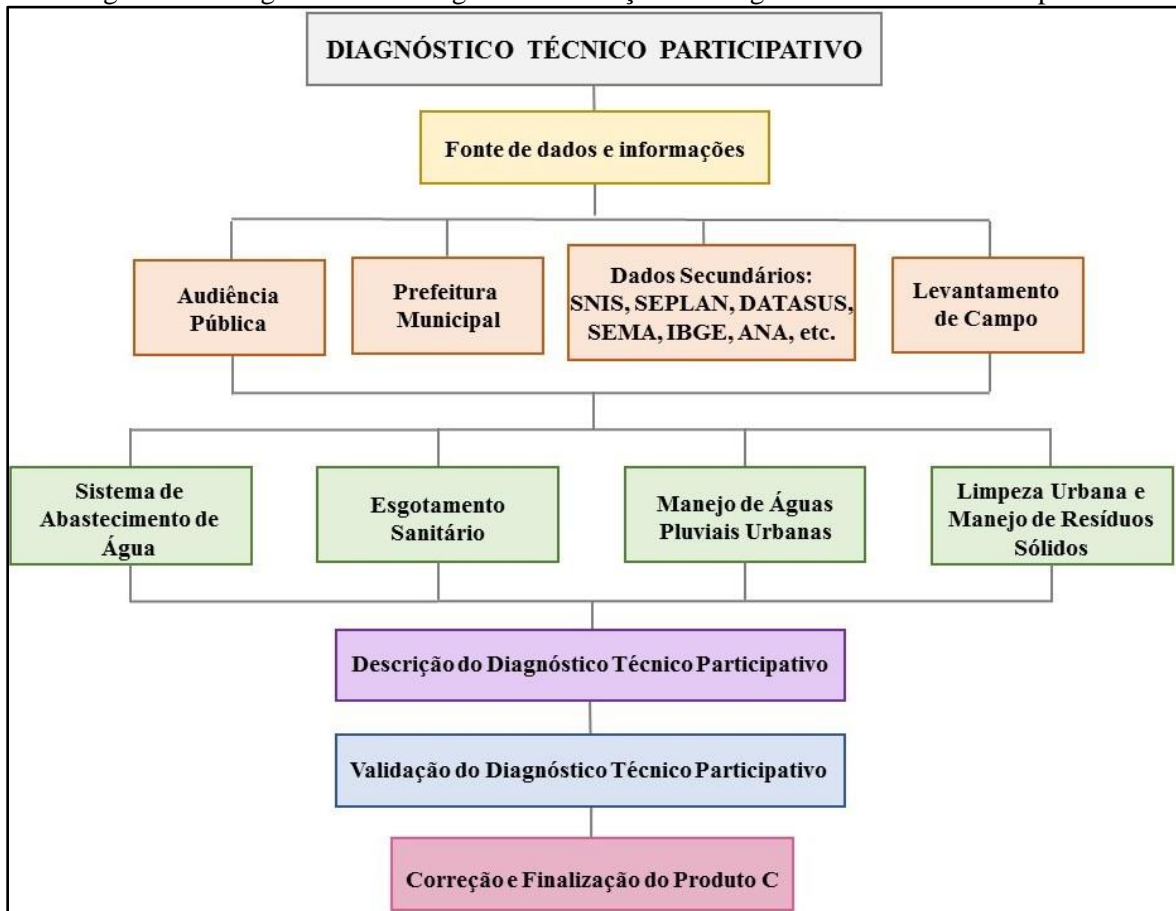 DIAGNÓSTICO TÉCNICO PARTICIPATIVO
Fonte de dados e informações
Audiência
Pública
Prefeitura
Municipal
Dados Secundários:
SNIS, SEPLAN, DATASUS,
SEMA, IBGE, ANA, etc.
Levantamento
de Campo
Sistema de
Abastecimento de
Água
Esgotamento
Sanitário
Manejo de Águas
Pluviais Urbanas
Limpeza Urbana e
Manejo de Resíduos
Sólidos
Descrição do Diagnóstico Técnico Participativo
Validação do Diagnóstico Técnico Participativo
Correção e Finalização do Produto C